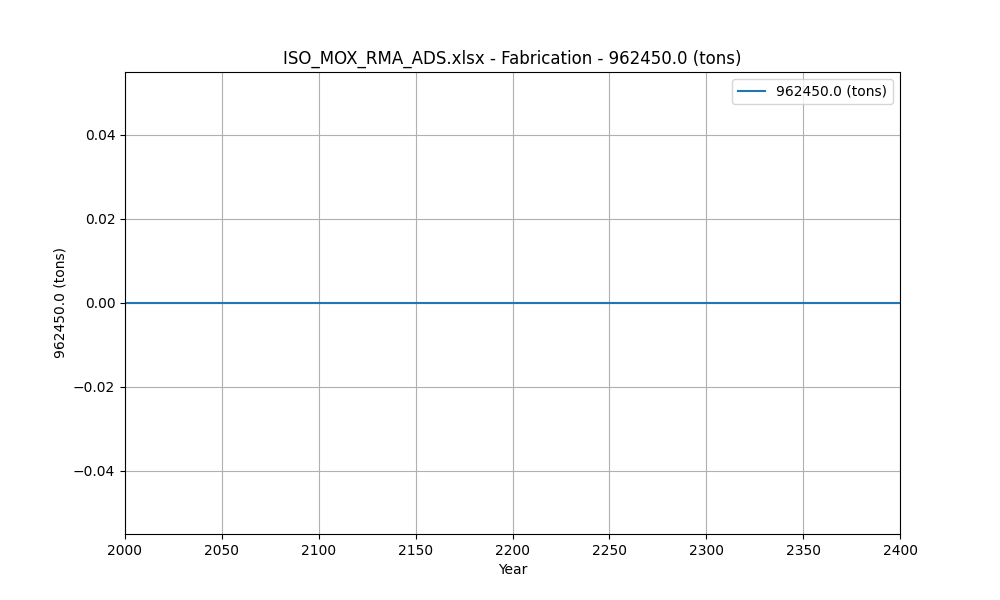 ISO_MOX_RMA_ADS.xlsx - Fabrication - 962450.0 (tons)
962450.0 (tons)
962450.0 (tons)
0.04
0.02
0.00
−0.02
−0.04
2000 2050 2100 2150 2200 2250 2300 2350 2400
Year